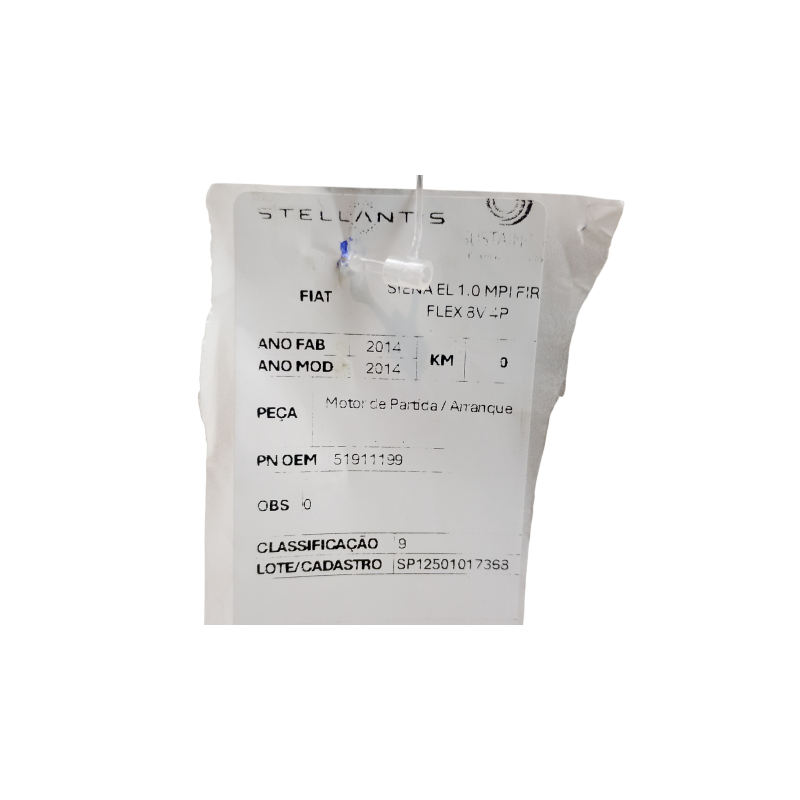 STELLANTIS
FIAT SIENA EL 1.0 MPI FIR
FLEX 8V 4P
ANO FAB 2014
ANO MOD 2014
KM 0
PEÇA Motor de Partida / Arranque
PN OEM 51911199
OBS 0
CLASSIFICAÇÃO 9
LOTE/CADASTRO SP12501017368